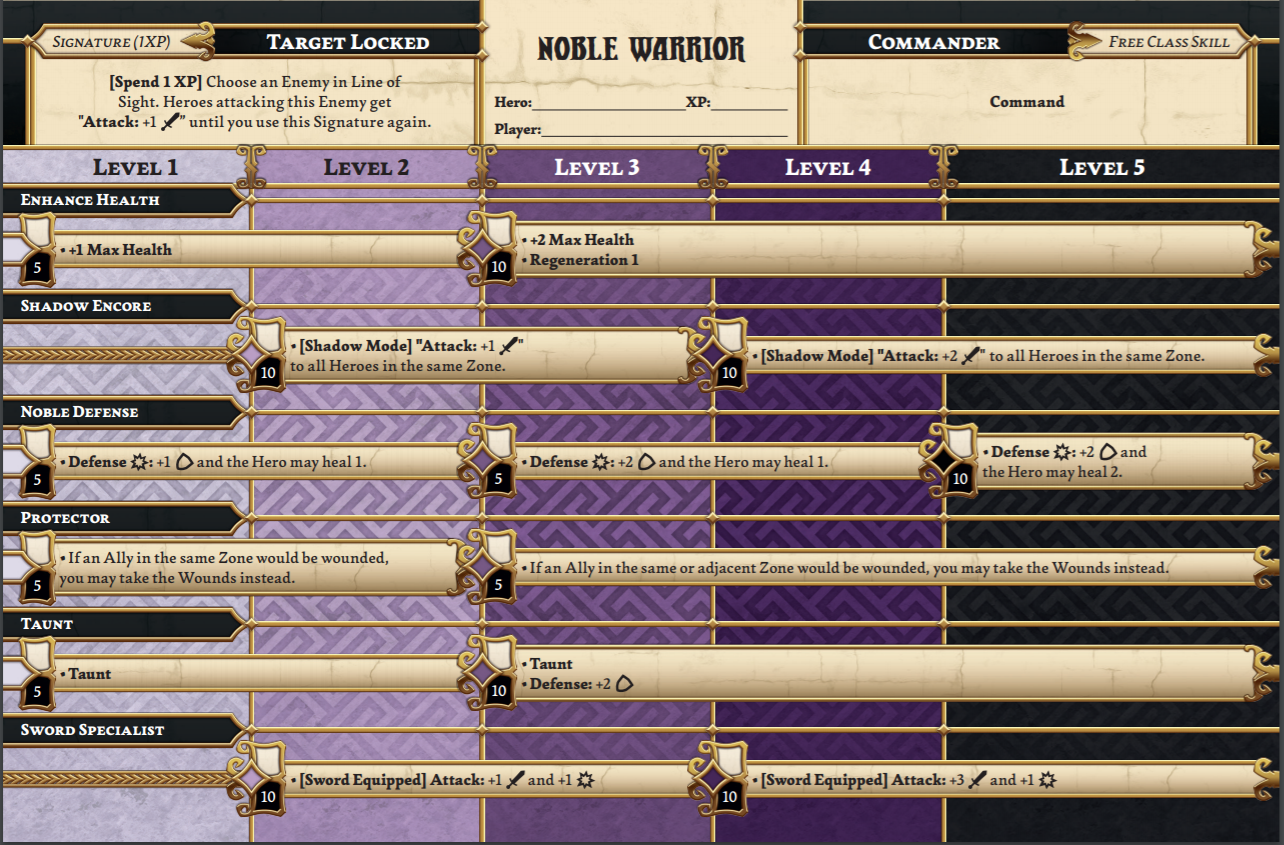 SIGNATURE (1XP)
TARGET LOCKED
[Spend 1 XP] Choose an Enemy in Line of
Sight. Heroes attacking this Enemy get
"Attack: +1 " until you use this Signature again.
NOBLE WARRIOR
Hero: XP:
Player:
COMMANDER
FREE CLASS SKILL
Command
LEVEL 1 LEVEL 2 LEVEL 3 LEVEL 4 LEVEL 5
ENHANCE HEALTH
5
• +1 Max Health
10
• +2 Max Health
• Regeneration 1
SHADOW ENCORE
10
• [Shadow Mode] "Attack: +1 "
to all Heroes in the same Zone.
10
• [Shadow Mode] "Attack: +2 " to all Heroes in the same Zone.
NOBLE DEFENSE
5
• Defense : +1 and the Hero may heal 1.
5
• Defense : +2 and the Hero may heal 1.
10
• Defense : +2 and
the Hero may heal 2.
PROTECTOR
5
• If an Ally in the same Zone would be wounded,
you may take the Wounds instead.
5
• If an Ally in the same or adjacent Zone would be wounded, you may take the Wounds instead.
TAUNT
5
• Taunt
10
• Taunt
• Defense: +2
SWORD SPECIALIST
10
• [Sword Equipped] Attack: +1 and +1
10
• [Sword Equipped] Attack: +3 and +1